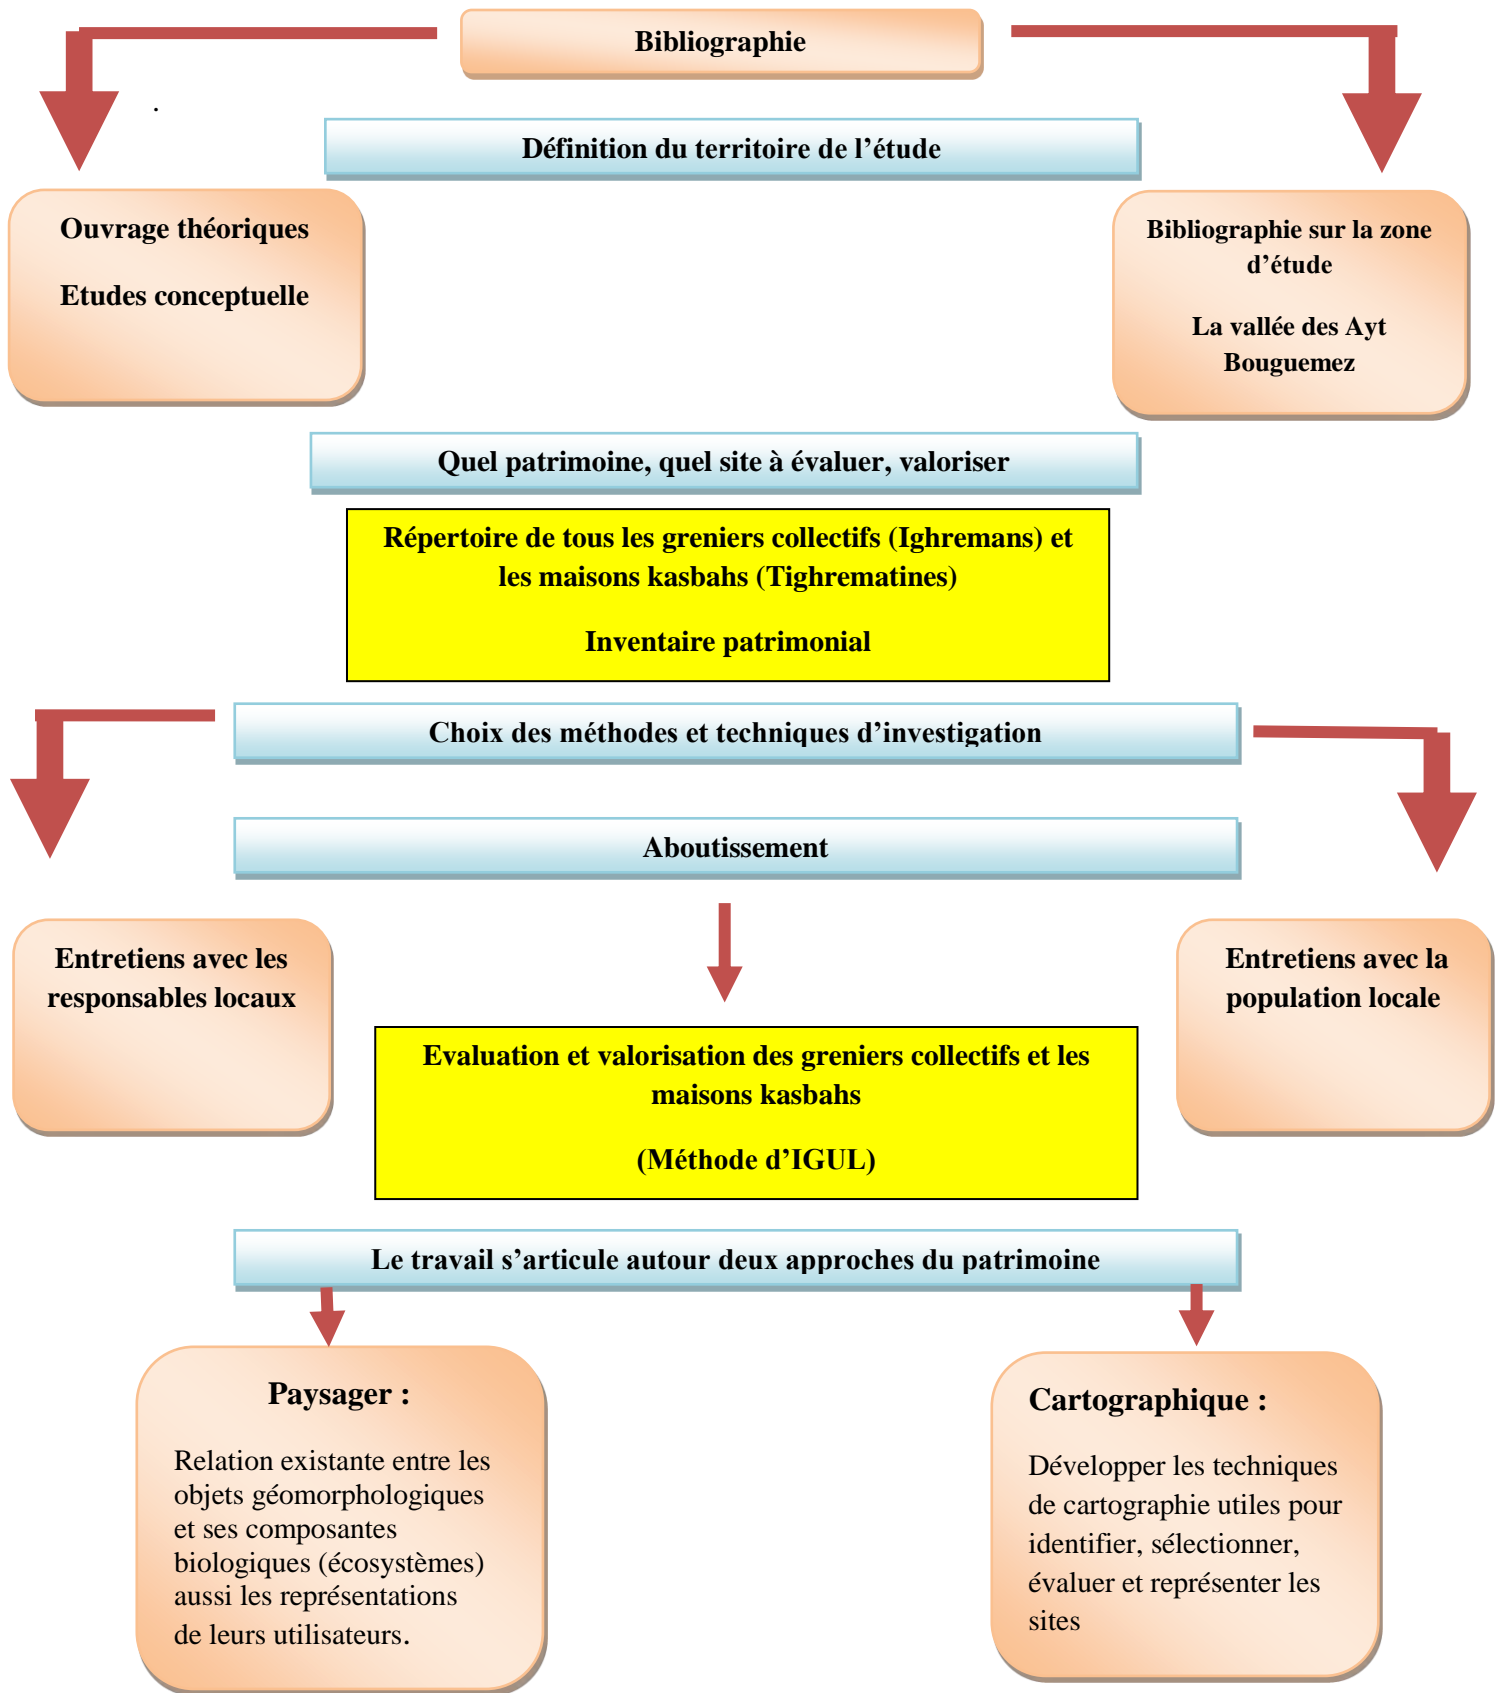 Bibliographie
.
Définition du territoire de l’étude
Ouvrage théoriques
Etudes conceptuelle
Bibliographie sur la zone
d’étude
La vallée des Ayt
Bouguemez
Quel patrimoine, quel site à évaluer, valoriser
Répertoire de tous les greniers collectifs (Ighremans) et
les maisons kasbahs (Tighrematines)
Inventaire patrimonial
Choix des méthodes et techniques d’investigation
Aboutissement
Entretiens avec les
responsables locaux
Entretiens avec la
population locale
Evaluation et valorisation des greniers collectifs et les
maisons kasbahs
(Méthode d’IGUL)
Le travail s’articule autour deux approches du patrimoine
Paysager :
Relation existante entre les
objets géomorphologiques
et ses composantes
biologiques (écosystèmes)
aussi les représentations
de leurs utilisateurs.
Cartographique :
Développer les techniques
de cartographie utiles pour
identifier, sélectionner,
évaluer et représenter les
sites